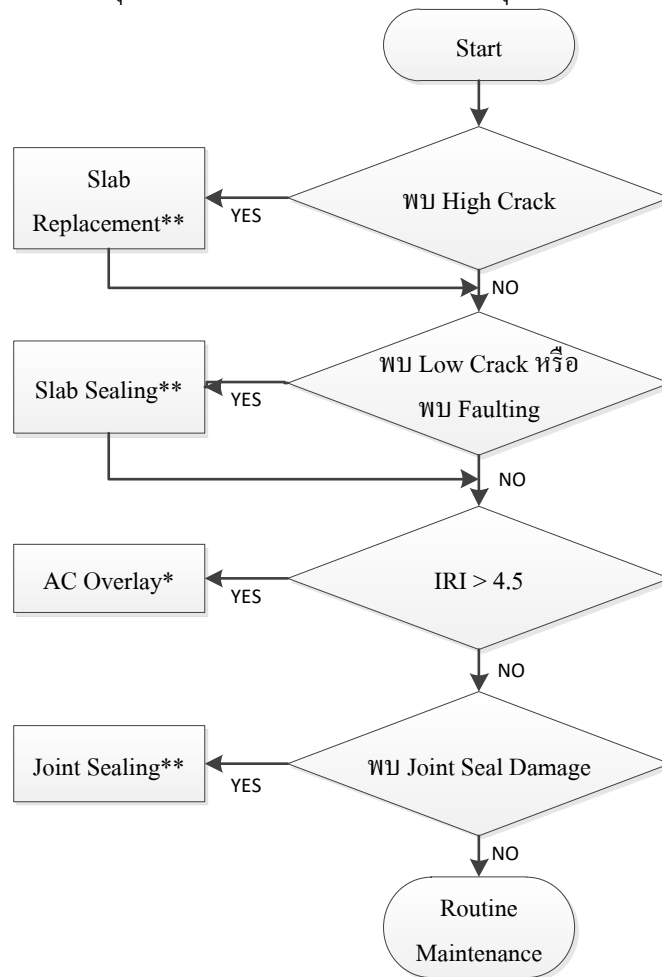 Start
พบ High Crack
YES
Slab
Replacement**
NO
พบ Low Crack หรือ
พบ Faulting
YES
Slab Sealing**
NO
IRI > 4.5
YES
AC Overlay*
NO
พบ Joint Seal Damage
YES
Joint Sealing**
NO
Routine
Maintenance